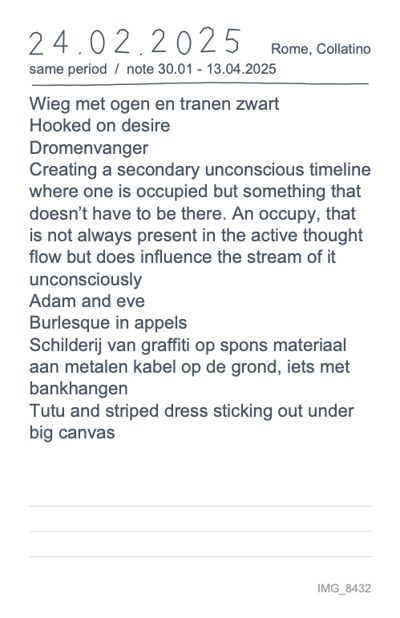 24.02.2025
Rome, Collatino
same period / note 30.01 - 13.04.2025
Wieg met ogen en tranen zwart
Hooked on desire
Dromenvanger
Creating a secondary unconscious timeline
where one is occupied but something that
doesn’t have to be there. An occupy, that
is not always present in the active thought
flow but does influence the stream of it
unconsciously
Adam and eve
Burlesque in appels
Schilderij van graffiti op spons materiaal
aan metalen kabel op de grond, iets met
bankhangen
Tutu and striped dress sticking out under
big canvas
IMG_8432